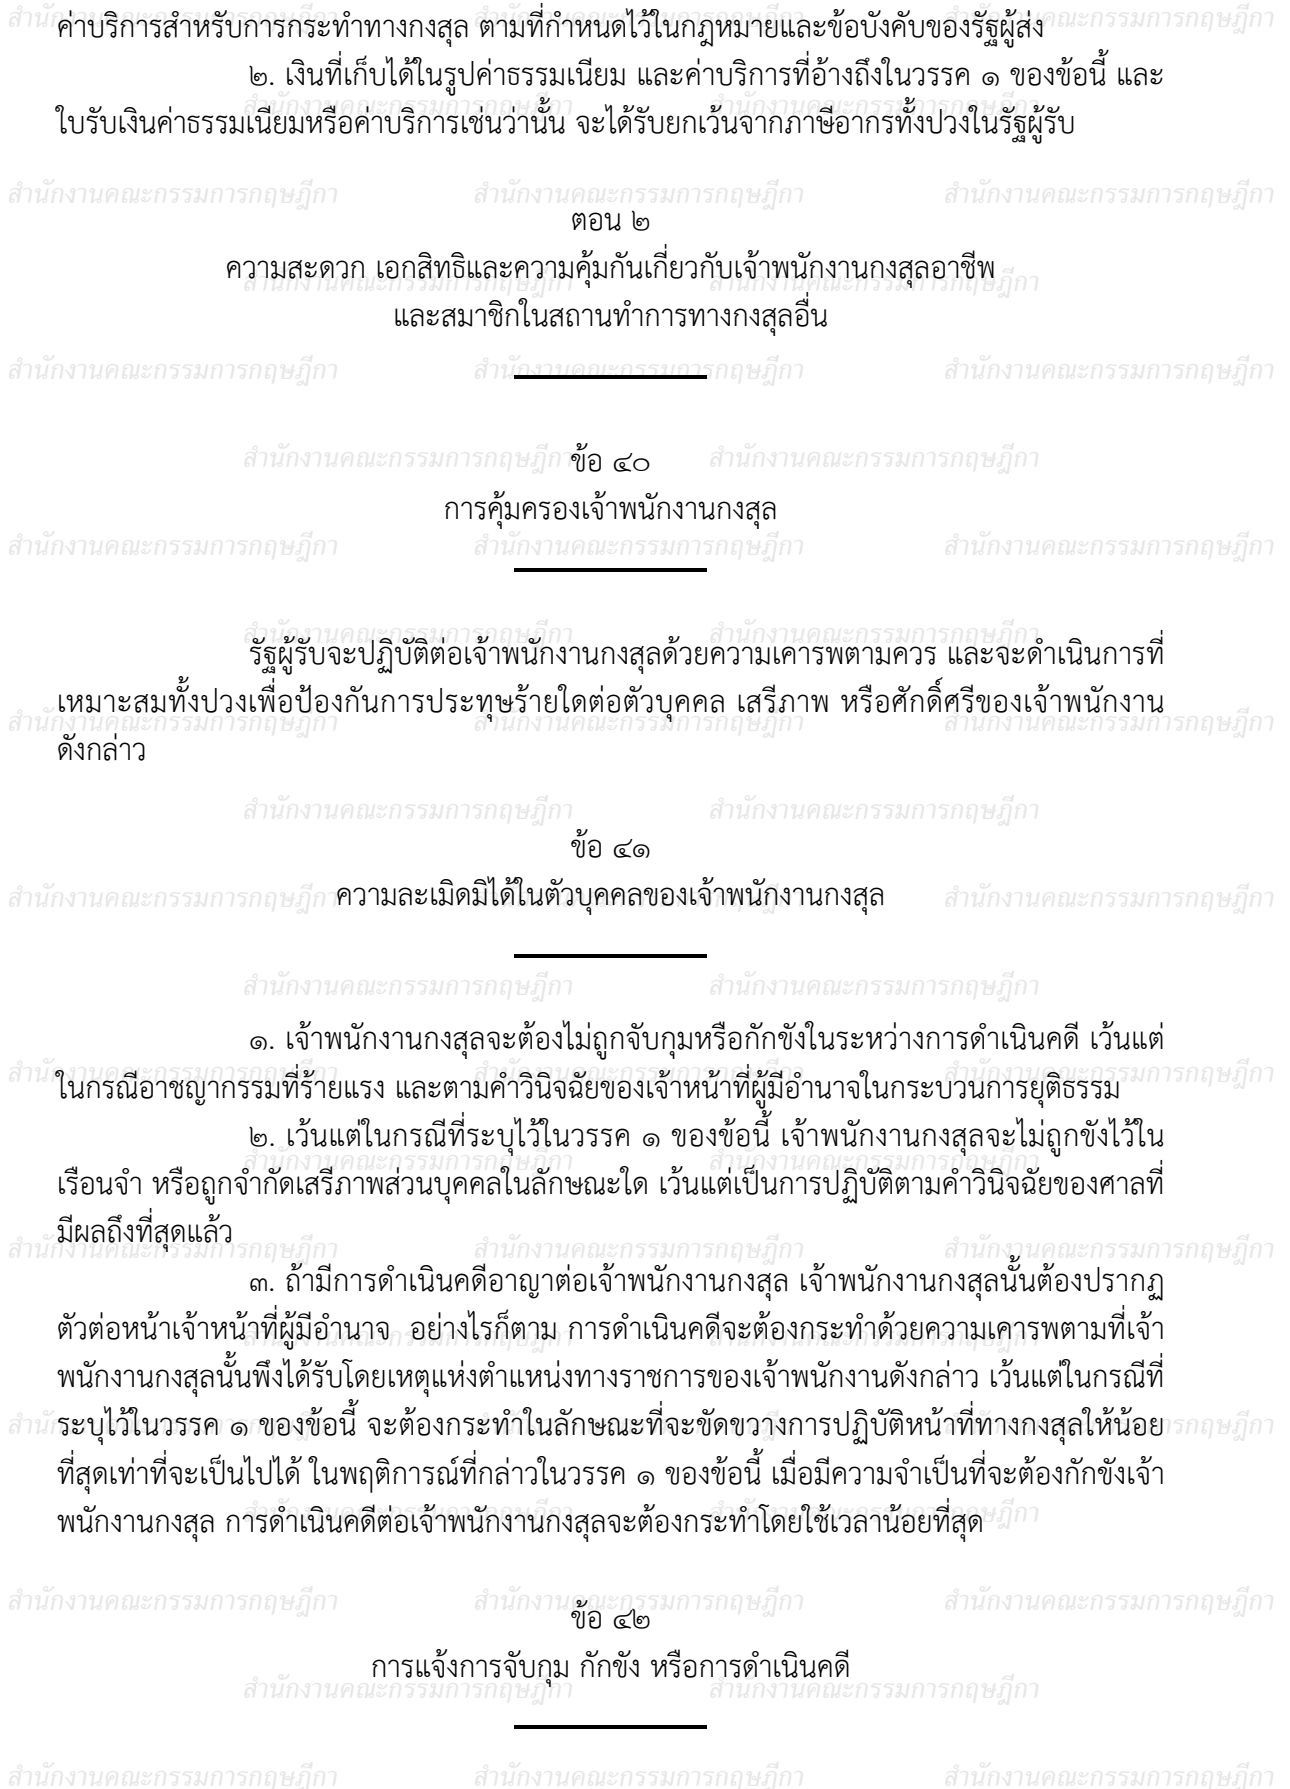 ค่าบริการสำหรับการกระทำทางกงสุล ตามที่กำหนดไว้ในกฎหมายและข้อบังคับของรัฐผู้ส่ง
๒. เงินที่เก็บได้ในรูปค่าธรรมเนียม และค่าบริการที่อ้างถึงในวรรค ๑ ของข้อนี้ และ
ใบรับเงินค่าธรรมเนียมหรือค่าบริการเช่นว่านั้น จะได้รับยกเว้นจากภาษีอากรทั้งปวงในรัฐผู้รับ
ตอน ๒
ความสะดวก เอกสิทธิและความคุ้มกันเกี่ยวกับเจ้าพนักงานกงสุลอาชีพ
และสมาชิกในสถานทำการทางกงสุลอื่น
ข้อ ๔๐
การคุ้มครองเจ้าพนักงานกงสุล
รัฐผู้รับจะปฏิบัติต่อเจ้าพนักงานกงสุลด้วยความเคารพตามควร และจะดำเนินการที่
เหมาะสมทั้งปวงเพื่อป้องกันการประทุษร้ายใดต่อตัวบุคคล เสรีภาพ หรือศักดิ์ศรีของเจ้าพนักงาน
ดังกล่าว
ข้อ ๔๑
ความละเมิดมิได้ในตัวบุคคลของเจ้าพนักงานกงสุล
๑. เจ้าพนักงานกงสุลจะต้องไม่ถูกจับกุมหรือกักขังในระหว่างการดำเนินคดี เว้นแต่
ในกรณีอาชญากรรมที่ร้ายแรง และตามคำวินิจฉัยของเจ้าหน้าที่ผู้มีอำนาจในกระบวนการยุติธรรม
๒. เว้นแต่ในกรณีที่ระบุไว้ในวรรค ๑ ของข้อนี้ เจ้าพนักงานกงสุลจะไม่ถูกขังไว้ใน
เรือนจำ หรือถูกจำกัดเสรีภาพส่วนบุคคลในลักษณะใด เว้นแต่เป็นการปฏิบัติตามคำวินิจฉัยของศาลที่
มีผลถึงที่สุดแล้ว
๓. ถ้ามีการดำเนินคดีอาญาต่อเจ้าพนักงานกงสุล เจ้าพนักงานกงสุลนั้นต้องปรากฏ
ตัวต่อหน้าเจ้าหน้าที่ผู้มีอำนาจ อย่างไรก็ตาม การดำเนินคดีจะต้องกระทำด้วยความเคารพตามที่เจ้า
พนักงานกงสุลนั้นพึงได้รับโดยเหตุแห่งตำแหน่งทางราชการของเจ้าพนักงานดังกล่าว เว้นแต่ในกรณีที่
ระบุไว้ในวรรค ๑ ของข้อนี้ จะต้องกระทำในลักษณะที่จะขัดขวางการปฏิบัติหน้าที่ทางกงสุลให้น้อย
ที่สุดเท่าที่จะเป็นไปได้ ในพฤติการณ์ที่กล่าวในวรรค ๑ ของข้อนี้ เมื่อมีความจำเป็นที่จะต้องกักขังเจ้า
พนักงานกงสุล การดำเนินคดีต่อเจ้าพนักงานกงสุลจะต้องกระทำโดยใช้เวลาน้อยที่สุด
ข้อ ๔๒
การแจ้งการจับกุม กักขัง หรือการดำเนินคดี